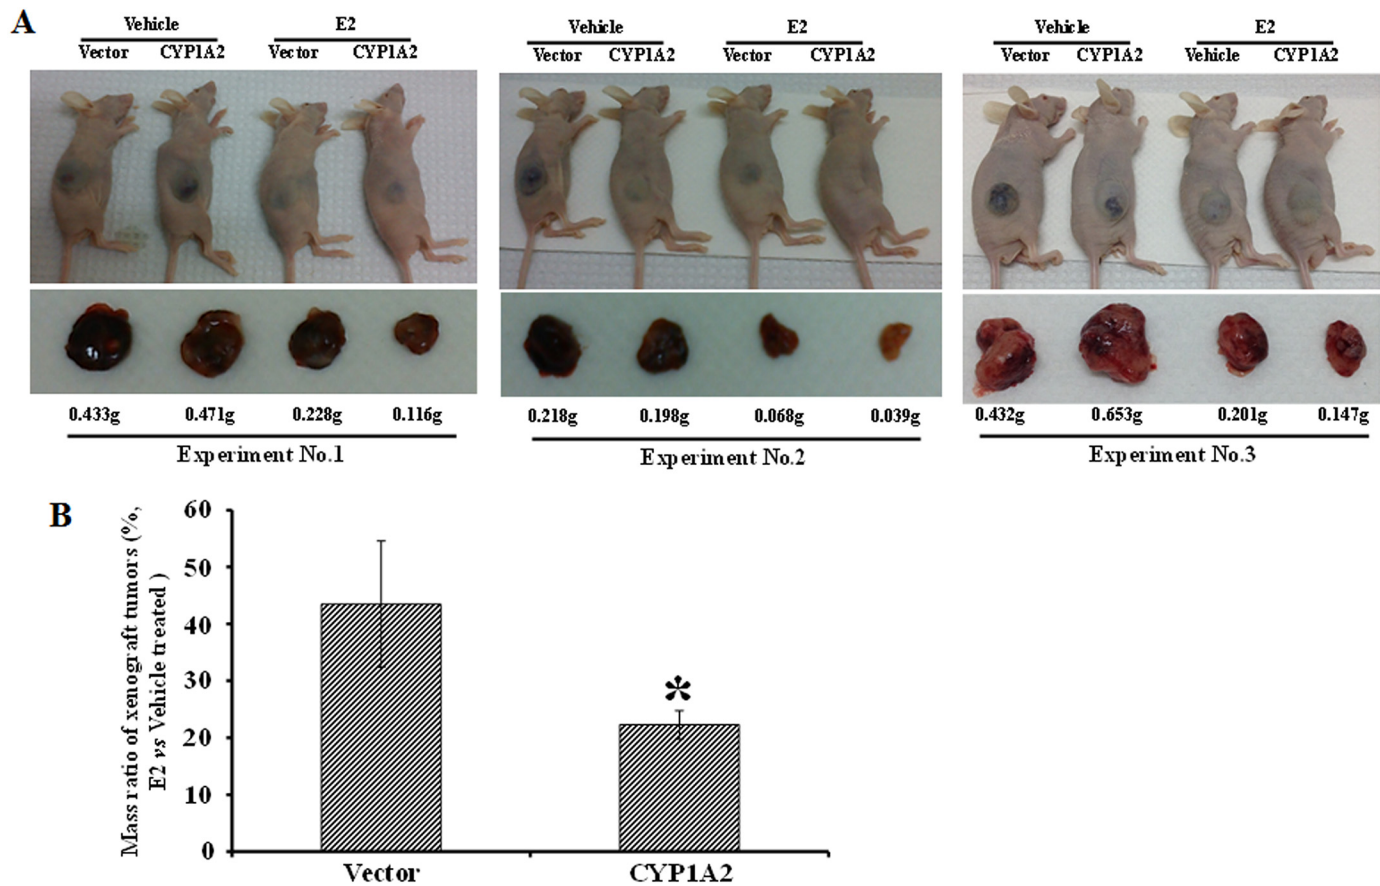 A
Vehicle E2
Vector CYP1A2 Vector CYP1A2
Vehicle E2
Vector CYP1A2 Vector CYP1A2
Vehicle E2
Vector CYP1A2 Vehicle CYP1A2
0.433g 0.471g 0.228g 0.116g
Experiment No.1
0.218g 0.198g 0.068g 0.039g
Experiment No.2
0.432g 0.653g 0.201g 0.147g
Experiment No.3
B
Mass ratio of xenograft tumors (%,
E2 vs Vehicle treated )
60
50
40
30
20
10
0
*
Vector CYP1A2